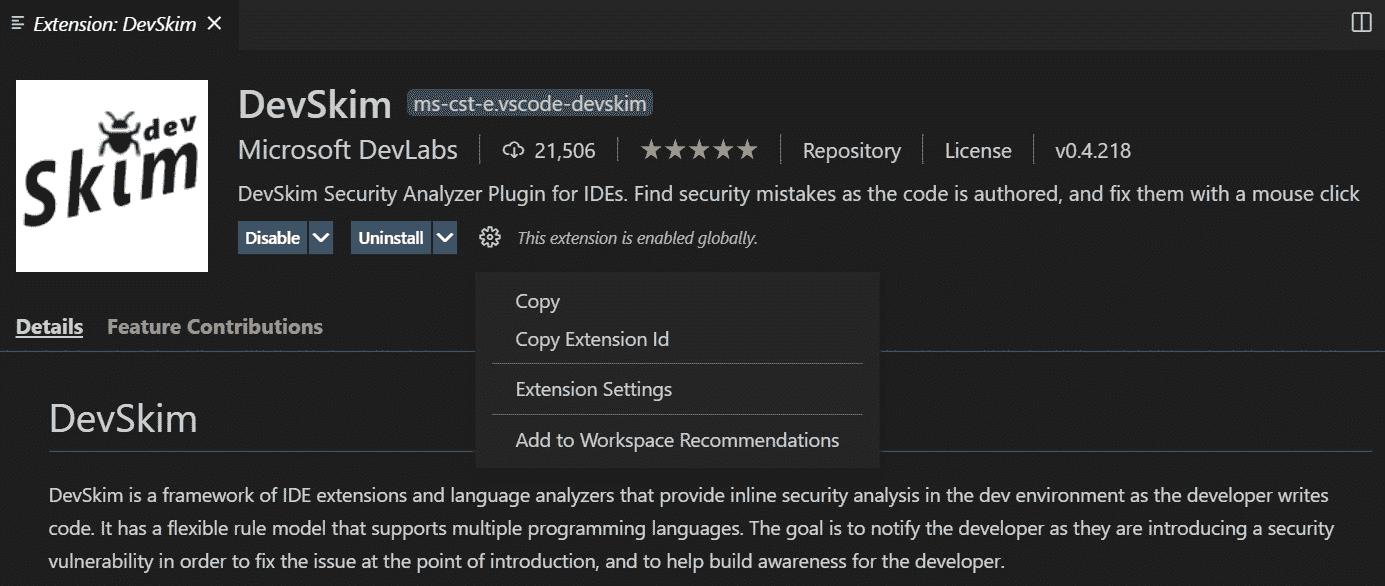 Extension: DevSkim
dev
Skim
DevSkim ms-cst-e.vscode-devskim
Microsoft DevLabs 21,506 Repository License v0.4.218
DevSkim Security Analyzer Plugin for IDEs. Find security mistakes as the code is authored, and fix them with a mouse click
Disable Uninstall This extension is enabled globally.
Copy
Copy Extension Id
Extension Settings
Add to Workspace Recommendations
Details Feature Contributions
DevSkim
DevSkim is a framework of IDE extensions and language analyzers that provide inline security analysis in the dev environment as the developer writes
code. It has a flexible rule model that supports multiple programming languages. The goal is to notify the developer as they are introducing a security
vulnerability in order to fix the issue at the point of introduction, and to help build awareness for the developer.